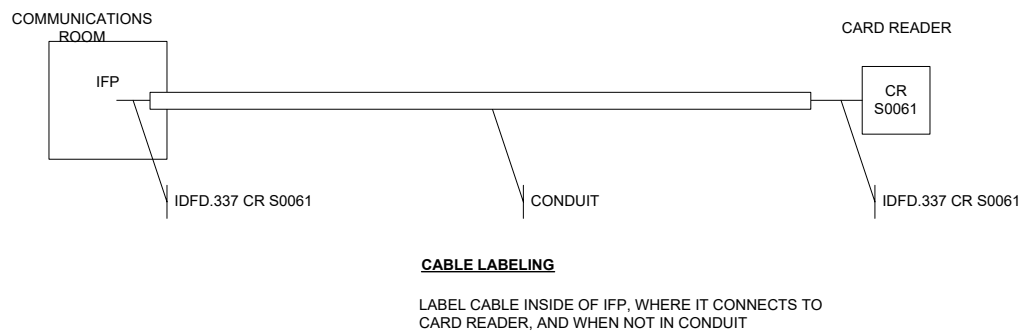 COMMUNICATIONS
ROOM
CARD READER
IFP
CR
S0061
IDFD.337 CR S0061
CONDUIT
IDFD.337 CR S0061
CABLE LABELING
LABEL CABLE INSIDE OF IFP, WHERE IT CONNECTS TO
CARD READER, AND WHEN NOT IN CONDUIT